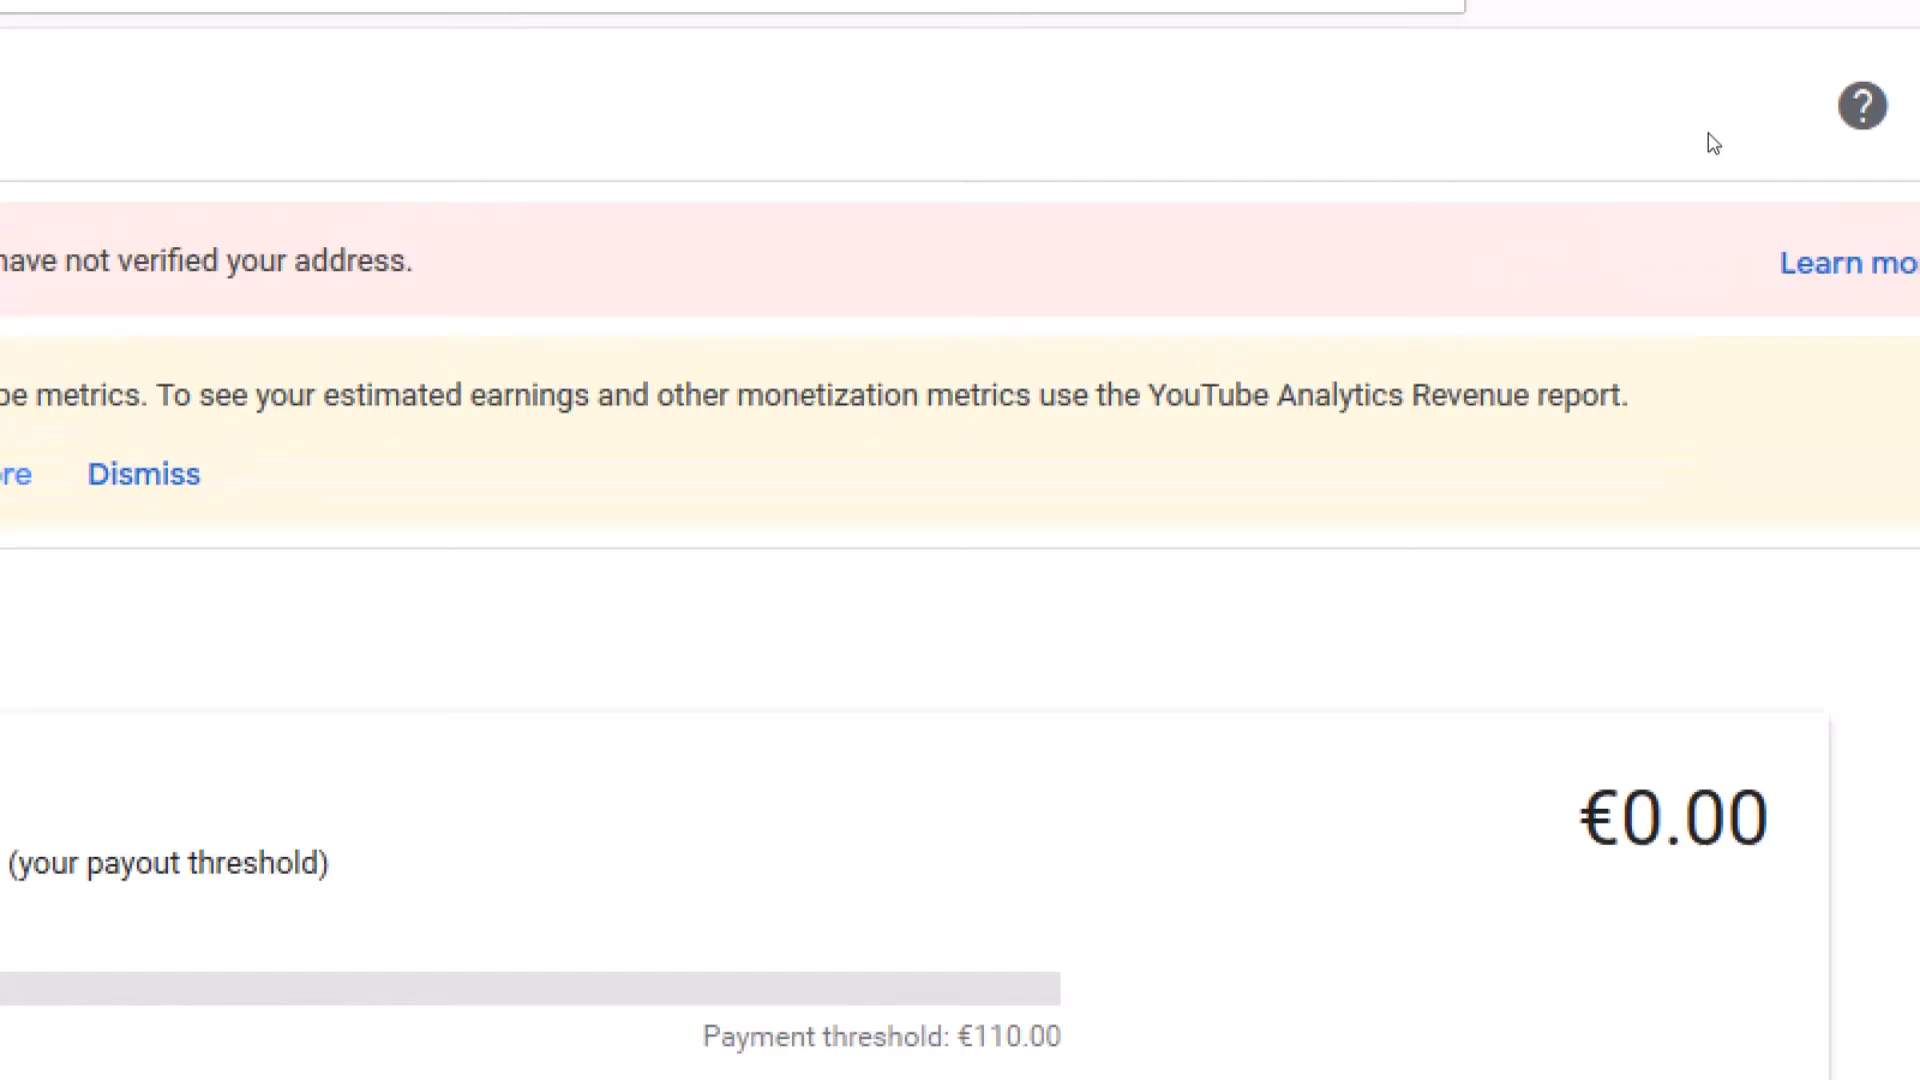 ?
have not verified your address.
Learn mo
be metrics. To see your estimated earnings and other monetization metrics use the YouTube Analytics Revenue report.
re
Dismiss
€0.00
(your payout threshold)
Payment threshold: €110.00